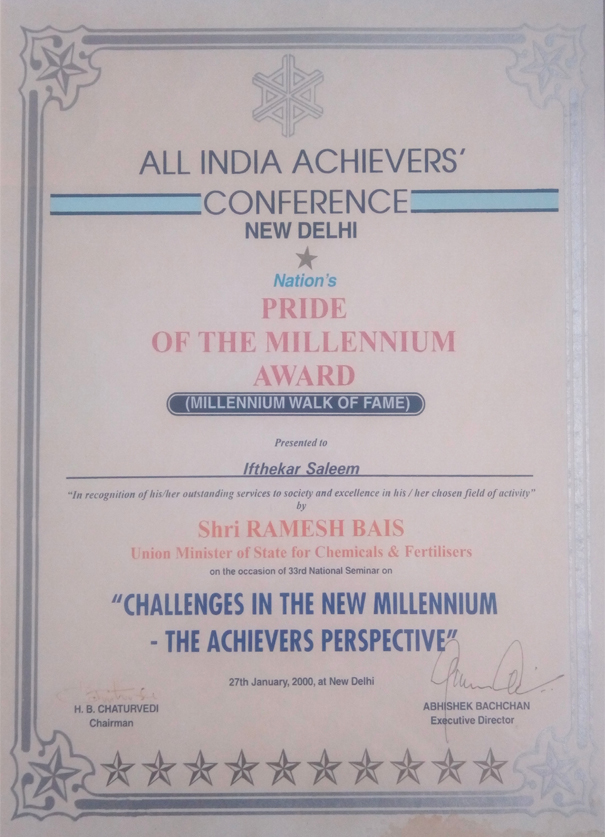 ALL INDIA ACHIEVERS'
CONFERENCE
NEW DELHI
Nation's
PRIDE
OF THE MILLENNIUM
AWARD
(MILLENNIUM WALK OF FAME)
Presented to
Ifthekar Saleem
"In recognition of his/her outstanding services to society and excellence in his / her chosen field of activity"
by
Shri RAMESH BAIS
Union Minister of State for Chemicals & Fertilisers
on the occasion of 33rd National Seminar on
"CHALLENGES IN THE NEW MILLENNIUM
- THE ACHIEVERS PERSPECTIVE"
27th January, 2000, at New Delhi
H. B. CHATURVEDI
Chairman
ABHISHEK BACHCHAN
Executive Director